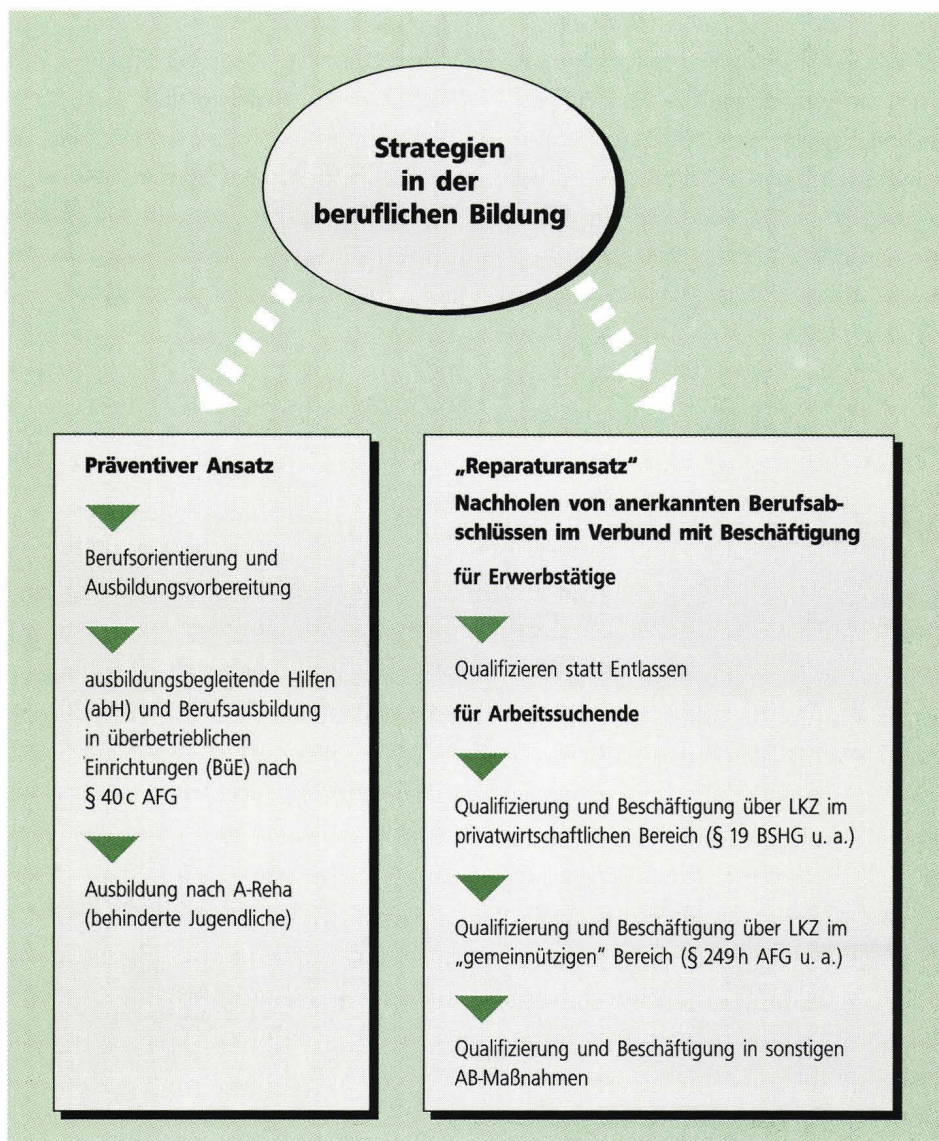 Strategien
in der
beruflichen Bildung
Präventiver Ansatz
Berufsorientierung und
Ausbildungsvorbereitung
ausbildungsbegleitende Hilfen
(abH) und Berufsausbildung
in überbetrieblichen
Einrichtungen (BüE) nach
§ 40 c AFG
Ausbildung nach A-Reha
(behinderte Jugendliche)
„Reparaturansatz“
Nachholen von anerkannten Berufsab-
schlüssen im Verbund mit Beschäftigung
für Erwerbstätige
Qualifizieren statt Entlassen
für Arbeitssuchende
Qualifizierung und Beschäftigung über LKZ im
privatwirtschaftlichen Bereich (§ 19 BSHG u. a.)
Qualifizierung und Beschäftigung über LKZ im
„gemeinnützigen“ Bereich (§ 249 h AFG u. a.)
Qualifizierung und Beschäftigung in sonstigen
AB-Maßnahmen